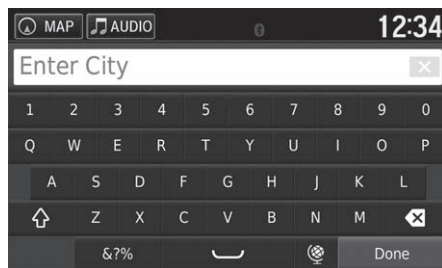 MAP AUDIO 12:34
Enter City
1 2 3 4 5 6 7 8 9 0
Q W E R T Y U I O P
A S D F G H J K L
Z X C V B N M
&?% Done